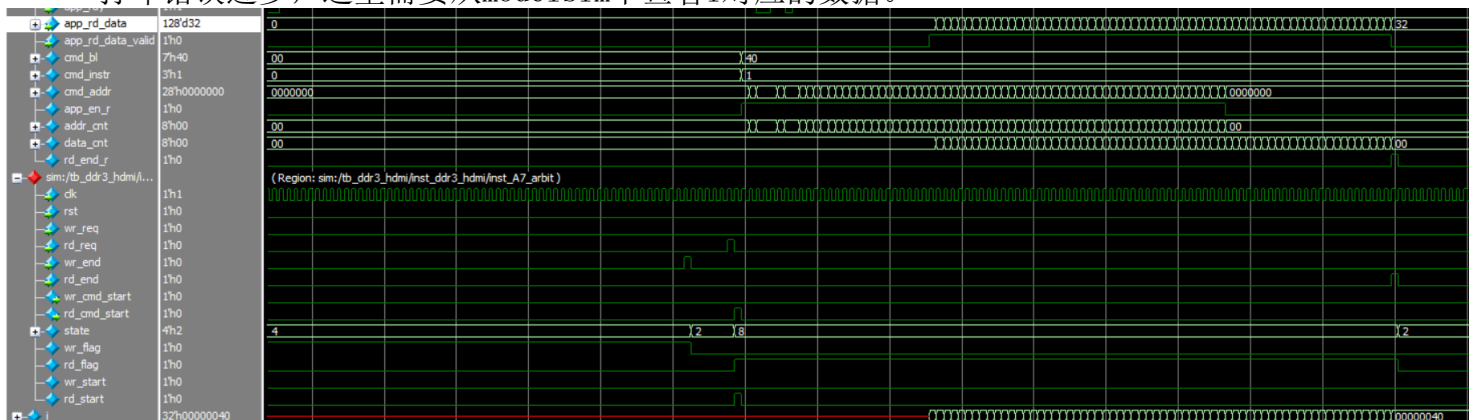 app_rd_data 128'd32 0 32
app_rd_data_valid 1'h0
cmd_bl 7'h40 00 40
cmd_instr 3'h1 0 1
cmd_addr 28'h0000000 0000000 0000000
app_en_r 1'h0
addr_cnt 8'h00 00 00
data_cnt 8'h00 00 00
rd_end_r 1'h0
sim:/tb_ddr3_hdmi/i... (Region: sim:/tb_ddr3_hdmi/inst_ddr3_hdmi/inst_A7_arbit )
clk 1'h1
rst 1'h0
wr_req 1'h0
rd_req 1'h0
wr_end 1'h0
rd_end 1'h0
wr_cmd_start 1'h0
rd_cmd_start 1'h0
state 4'h2 4 2 8 2
wr_flag 1'h0
rd_flag 1'h0
wr_start 1'h0
rd_start 1'h0
i 32'h00000040 00000040